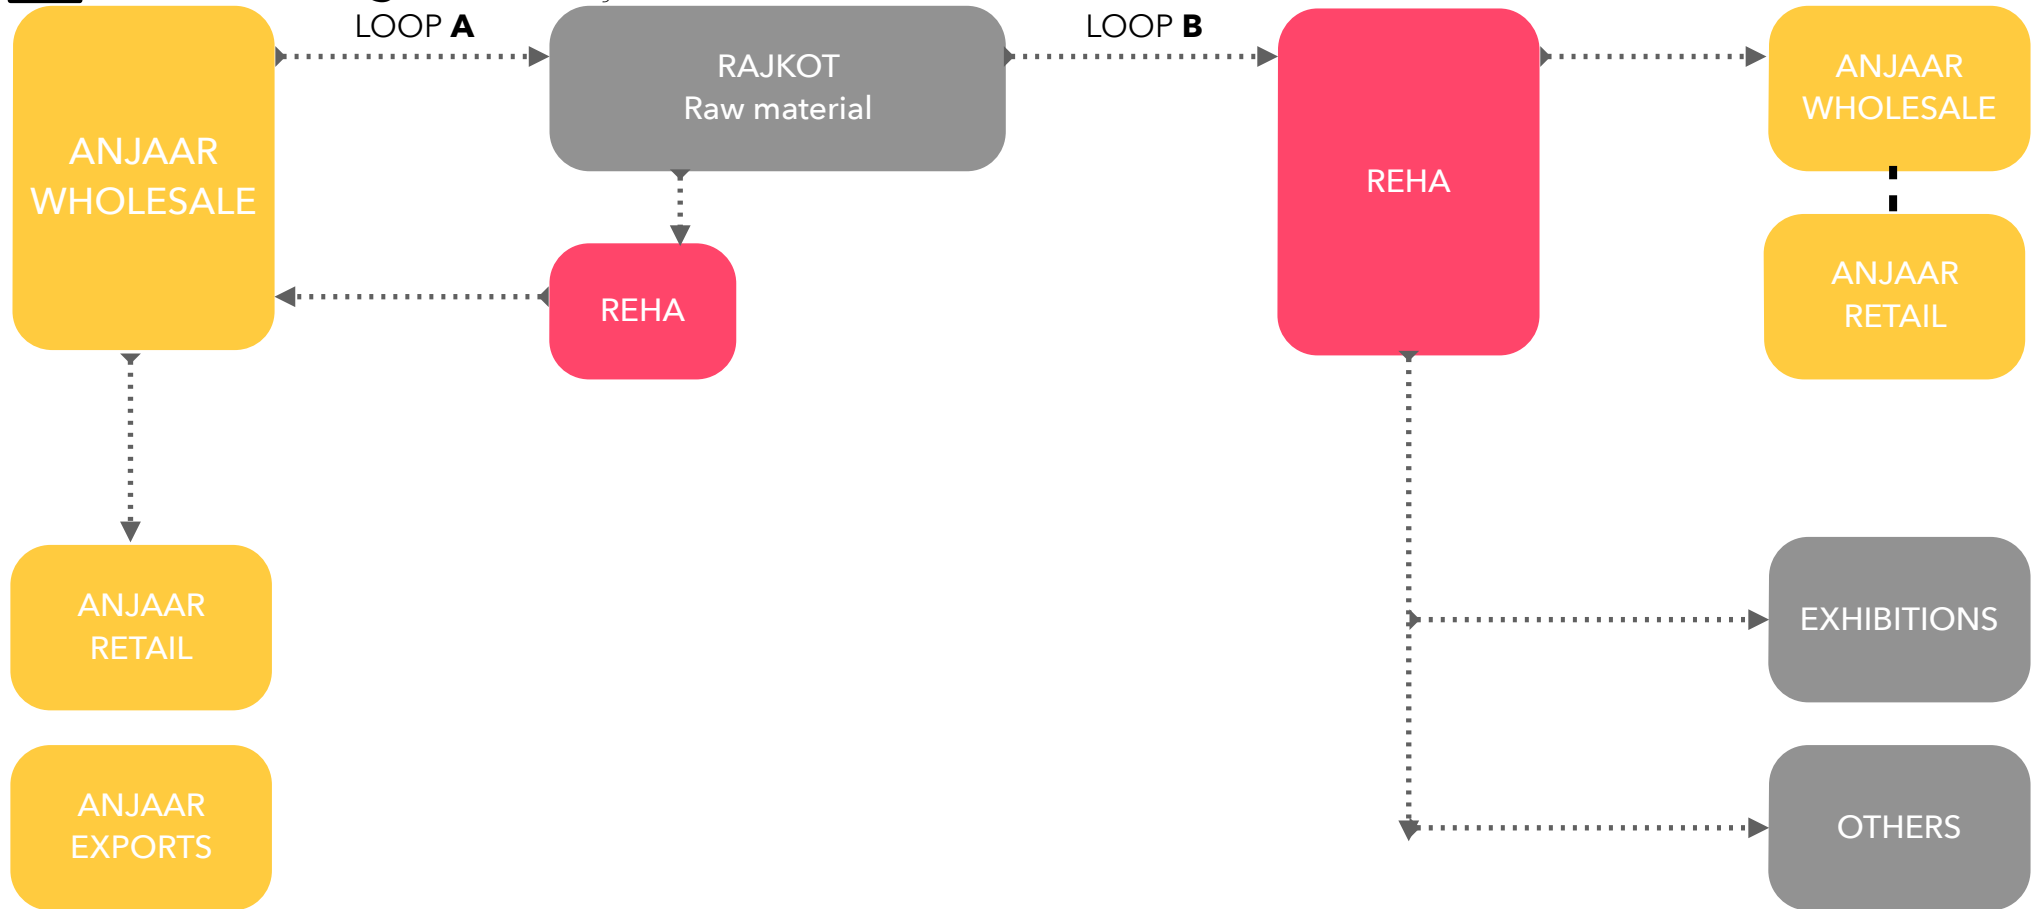 LOOP A
LOOP B
ANJAAR
WHOLESALE
RAJKOT
Raw material
REHA
REHA
ANJAAR
WHOLESALE
ANJAAR
RETAIL
ANJAAR
RETAIL
ANJAAR
EXPORTS
EXHIBITIONS
OTHERS